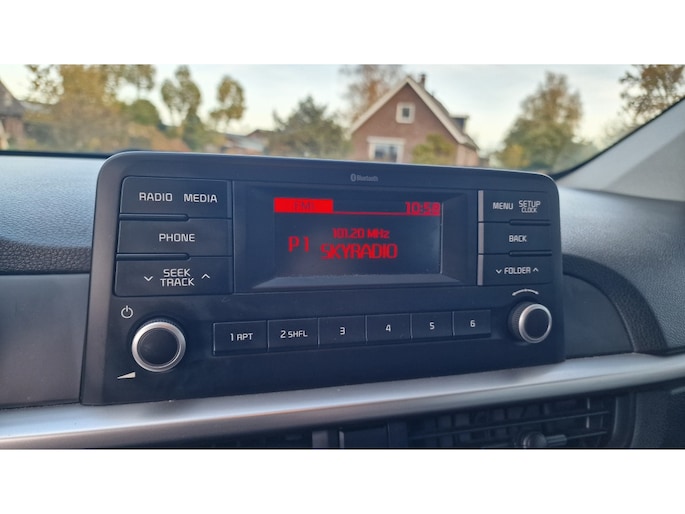 Bluetooth
RADIO MEDIA
PHONE
SEEK
TRACK
10:58
101.20 MHz
P1 SKYRADIO
MENU SETUP
CLOCK
BACK
FOLDER
1 APT 2 SHFL 3 4 5 6